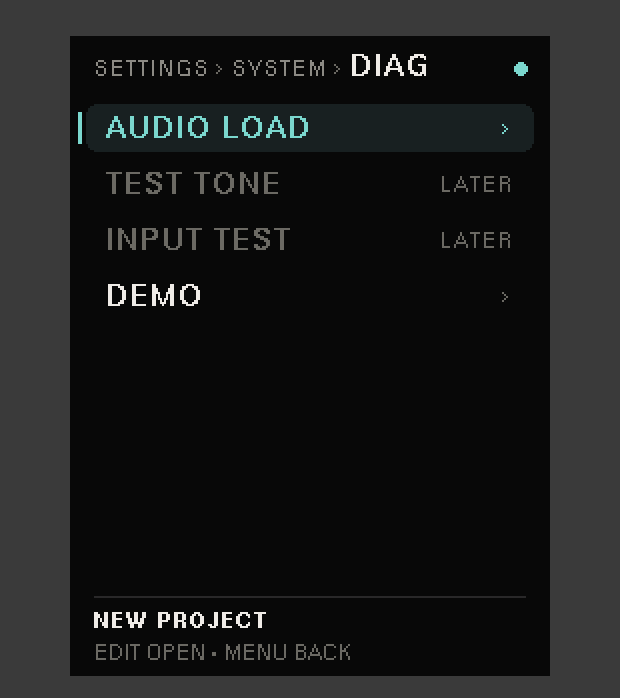 SETTINGS › SYSTEM › DIAG
AUDIO LOAD ›
TEST TONE LATER
INPUT TEST LATER
DEMO ›
NEW PROJECT
EDIT OPEN • MENU BACK